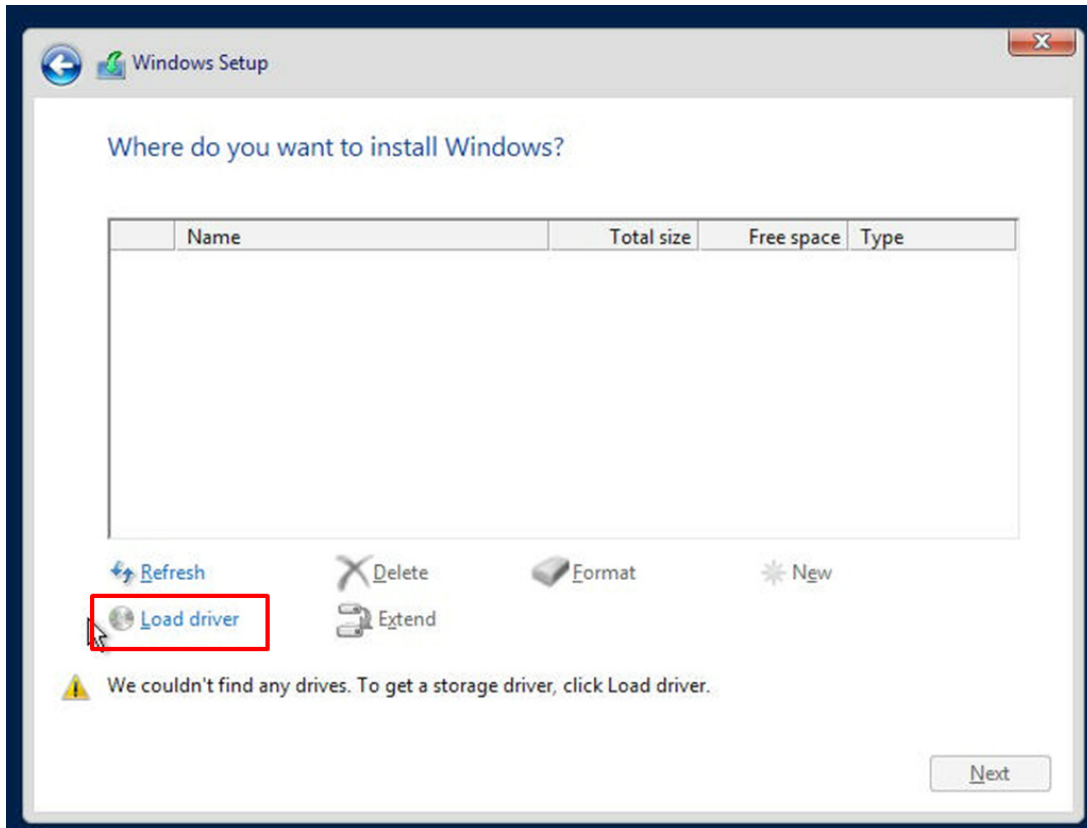 Windows Setup
Where do you want to install Windows?
Name Total size Free space Type
Refresh Delete Format New
Load driver Extend
We couldn't find any drives. To get a storage driver, click Load driver.
Next